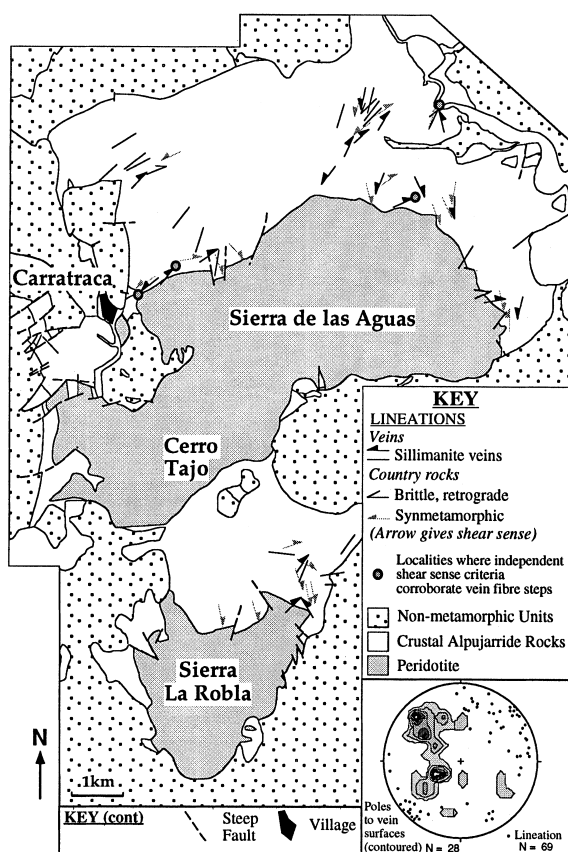 Carratraca
Sierra de las Aguas
Cerro
Tajo
Sierra
La Robla
N
1km
KEY
LINEATIONS
Veins
Sillimanite veins
Country rocks
Brittle, retrograde
Synmetamorphic
(Arrow gives shear sense)
Localities where independent
shear sense criteria
corroborate vein fibre steps
Non-metamorphic Units
Crustal Alpujarride Rocks
Peridotite
KEY (cont)
Steep
Fault
Village
Poles
to vein
surfaces
(contoured) N = 28
Lineation
N = 69